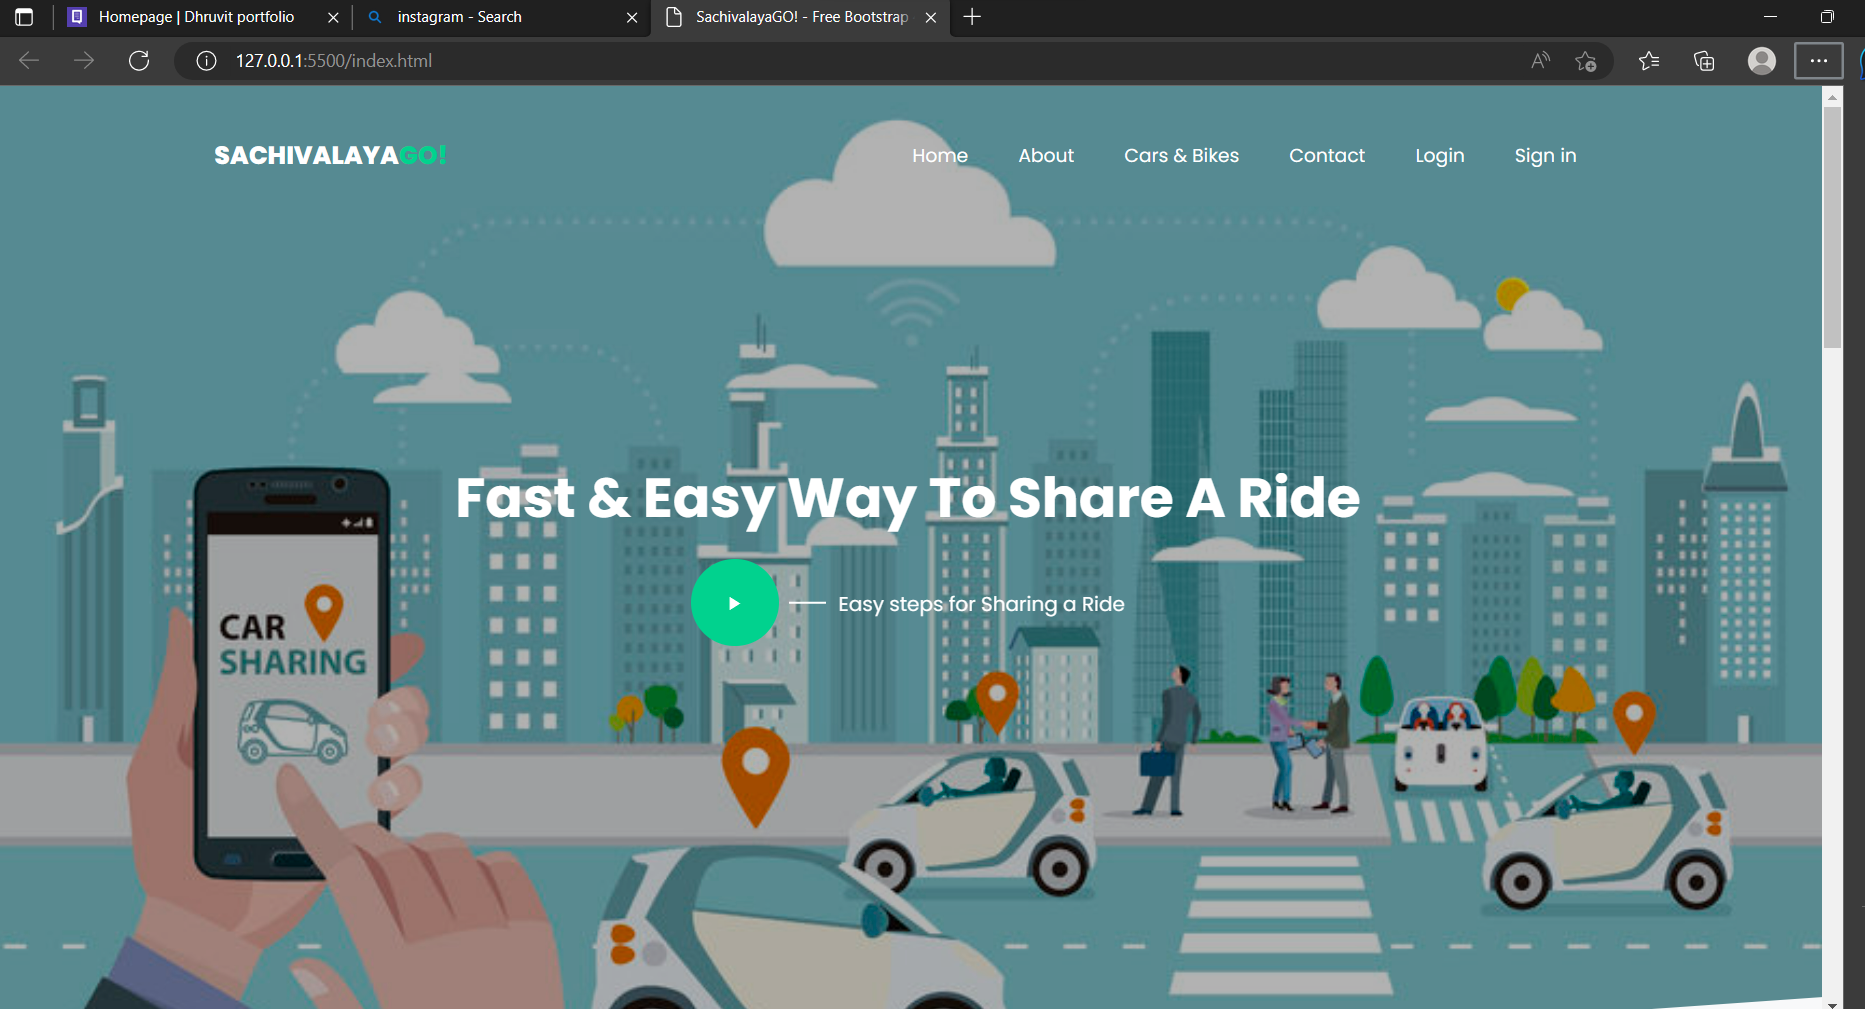 Homepage | Dhruvit portfolio
instagram - Search
SachivalayaGO! - Free Bootstrap
127.0.0.1:5500/index.html
SACHIVALAYAGO!
Home About Cars & Bikes Contact Login Sign in
Fast & Easy Way To Share A Ride
Easy steps for Sharing a Ride
CAR
SHARING